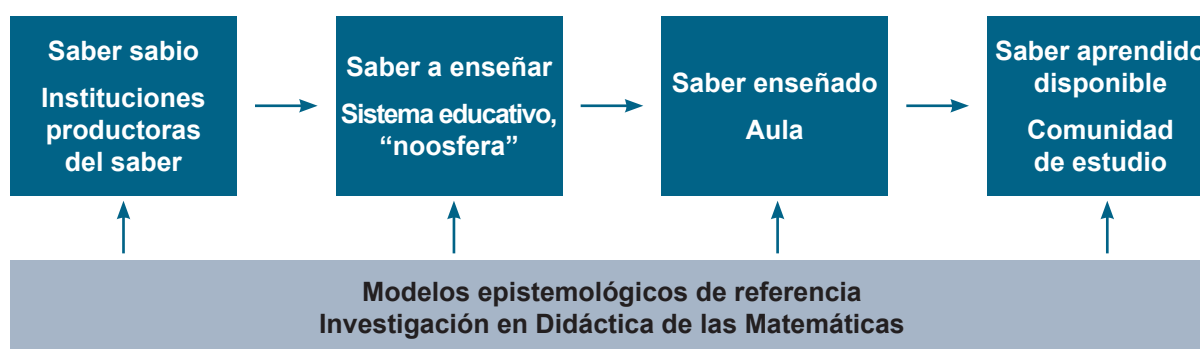 Saber sabio
Instituciones
productoras
del saber
Saber a enseñar
Sistema educativo,
“noosfera”
Saber enseñado
Aula
Saber aprendido
disponible
Comunidad
de estudio
Modelos epistemológicos de referencia
Investigación en Didáctica de las Matemáticas